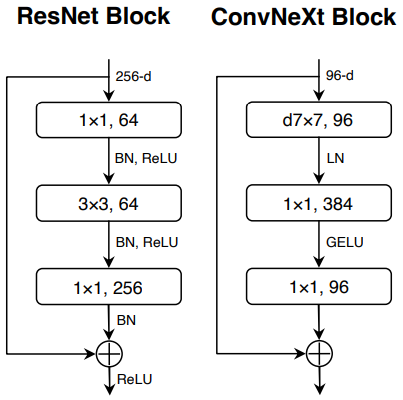 ResNet Block
256-d
1×1, 64
BN, ReLU
3×3, 64
BN, ReLU
1×1, 256
BN
ReLU
ConvNeXt Block
96-d
d7×7, 96
LN
1×1, 384
GELU
1×1, 96